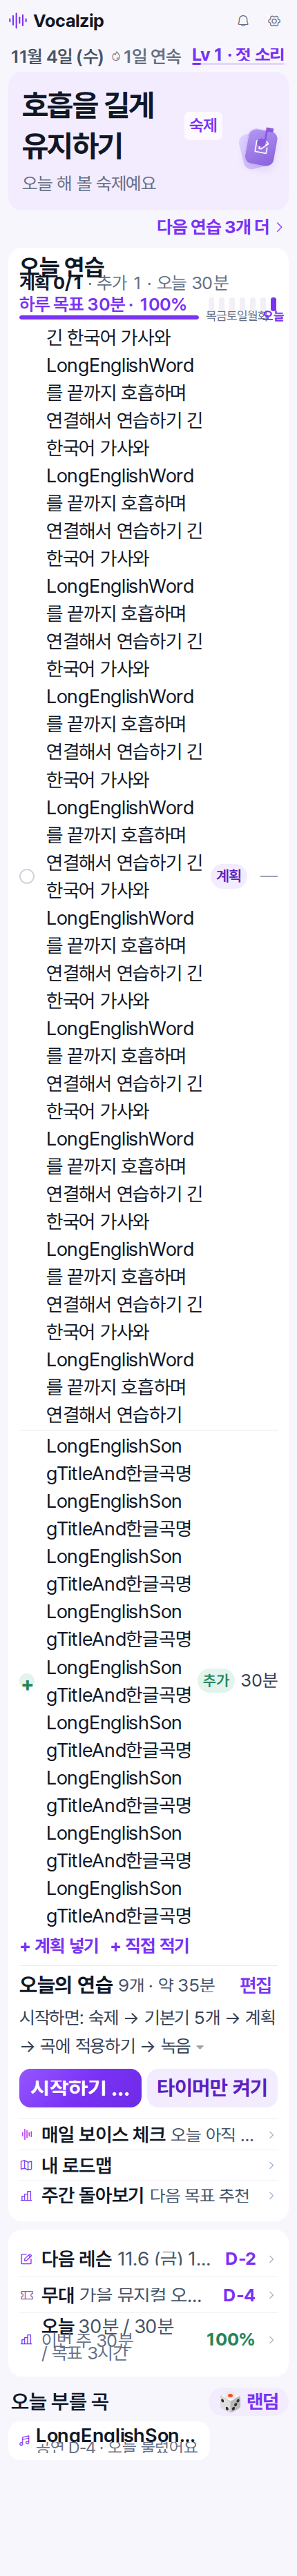 Vocalzip
11월 4일 (수) 1일 연속 Lv 1 · 첫 소리
호흡을 길게
유지하기
숙제
오늘 해 볼 숙제예요
다음 연습 3개 더
오늘 연습
계획 0/1 · 추가 1 · 오늘 30분
하루 목표 30분 · 100%
목금토일월화오늘
긴 한국어 가사와
LongEnglishWord
를 끝까지 호흡하며
연결해서 연습하기 긴
한국어 가사와
LongEnglishWord
를 끝까지 호흡하며
연결해서 연습하기 긴
한국어 가사와
LongEnglishWord
를 끝까지 호흡하며
연결해서 연습하기 긴
한국어 가사와
LongEnglishWord
를 끝까지 호흡하며
연결해서 연습하기 긴
한국어 가사와
LongEnglishWord
를 끝까지 호흡하며
연결해서 연습하기 긴
계획 —
한국어 가사와
LongEnglishWord
를 끝까지 호흡하며
연결해서 연습하기 긴
한국어 가사와
LongEnglishWord
를 끝까지 호흡하며
연결해서 연습하기 긴
한국어 가사와
LongEnglishWord
를 끝까지 호흡하며
연결해서 연습하기 긴
한국어 가사와
LongEnglishWord
를 끝까지 호흡하며
연결해서 연습하기 긴
한국어 가사와
LongEnglishWord
를 끝까지 호흡하며
연결해서 연습하기
LongEnglishSon
gTitleAnd한글곡명
LongEnglishSon
gTitleAnd한글곡명
LongEnglishSon
gTitleAnd한글곡명
LongEnglishSon
gTitleAnd한글곡명
LongEnglishSon
+ 추가 30분
gTitleAnd한글곡명
LongEnglishSon
gTitleAnd한글곡명
LongEnglishSon
gTitleAnd한글곡명
LongEnglishSon
gTitleAnd한글곡명
LongEnglishSon
gTitleAnd한글곡명
+ 계획 넣기 + 직접 적기
오늘의 연습 9개 · 약 35분 편집
시작하면: 숙제 → 기본기 5개 → 계획
→ 곡에 적용하기 → 녹음
시작하기 ... 타이머만 켜기
매일 보이스 체크 오늘 아직 ...
내 로드맵
주간 돌아보기 다음 목표 추천
다음 레슨 11.6 (금) 1... D-2
무대 가을 뮤지컬 오... D-4
오늘 30분 / 30분
이번 주 30분
/ 목표 3시간
100%
오늘 부를 곡 🎲 랜덤
LongEnglishSon...
공연 D-4 · 오늘 불렀어요